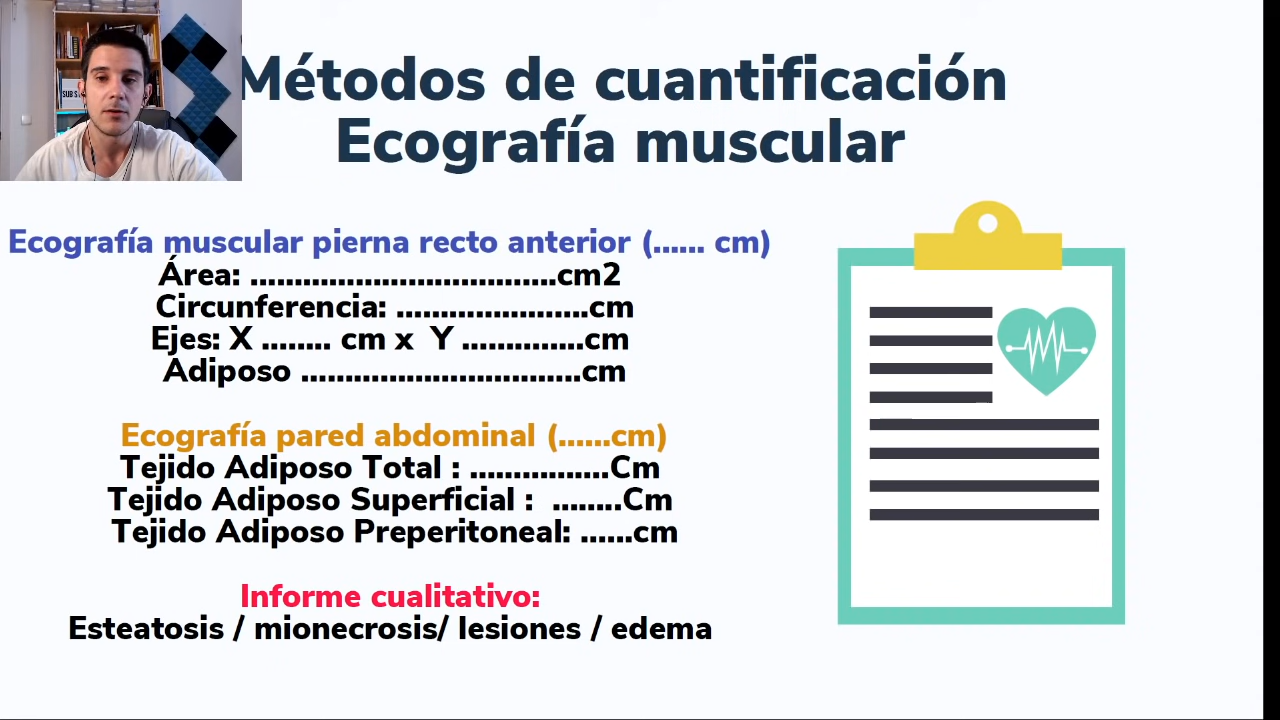 Métodos de cuantificación
Ecografía muscular
Ecografía muscular pierna recto anterior (...... cm)
Área: ...................................cm2
Circunferencia: ......................cm
Ejes: X ........ cm x  Y ..............cm
Adiposo ................................cm
Ecografía pared abdominal (......cm)
Tejido Adiposo Total : ................Cm
Tejido Adiposo Superficial :  ........Cm
Tejido Adiposo Preperitoneal: ......cm
Informe cualitativo:
Esteatosis / mionecrosis/ lesiones / edema